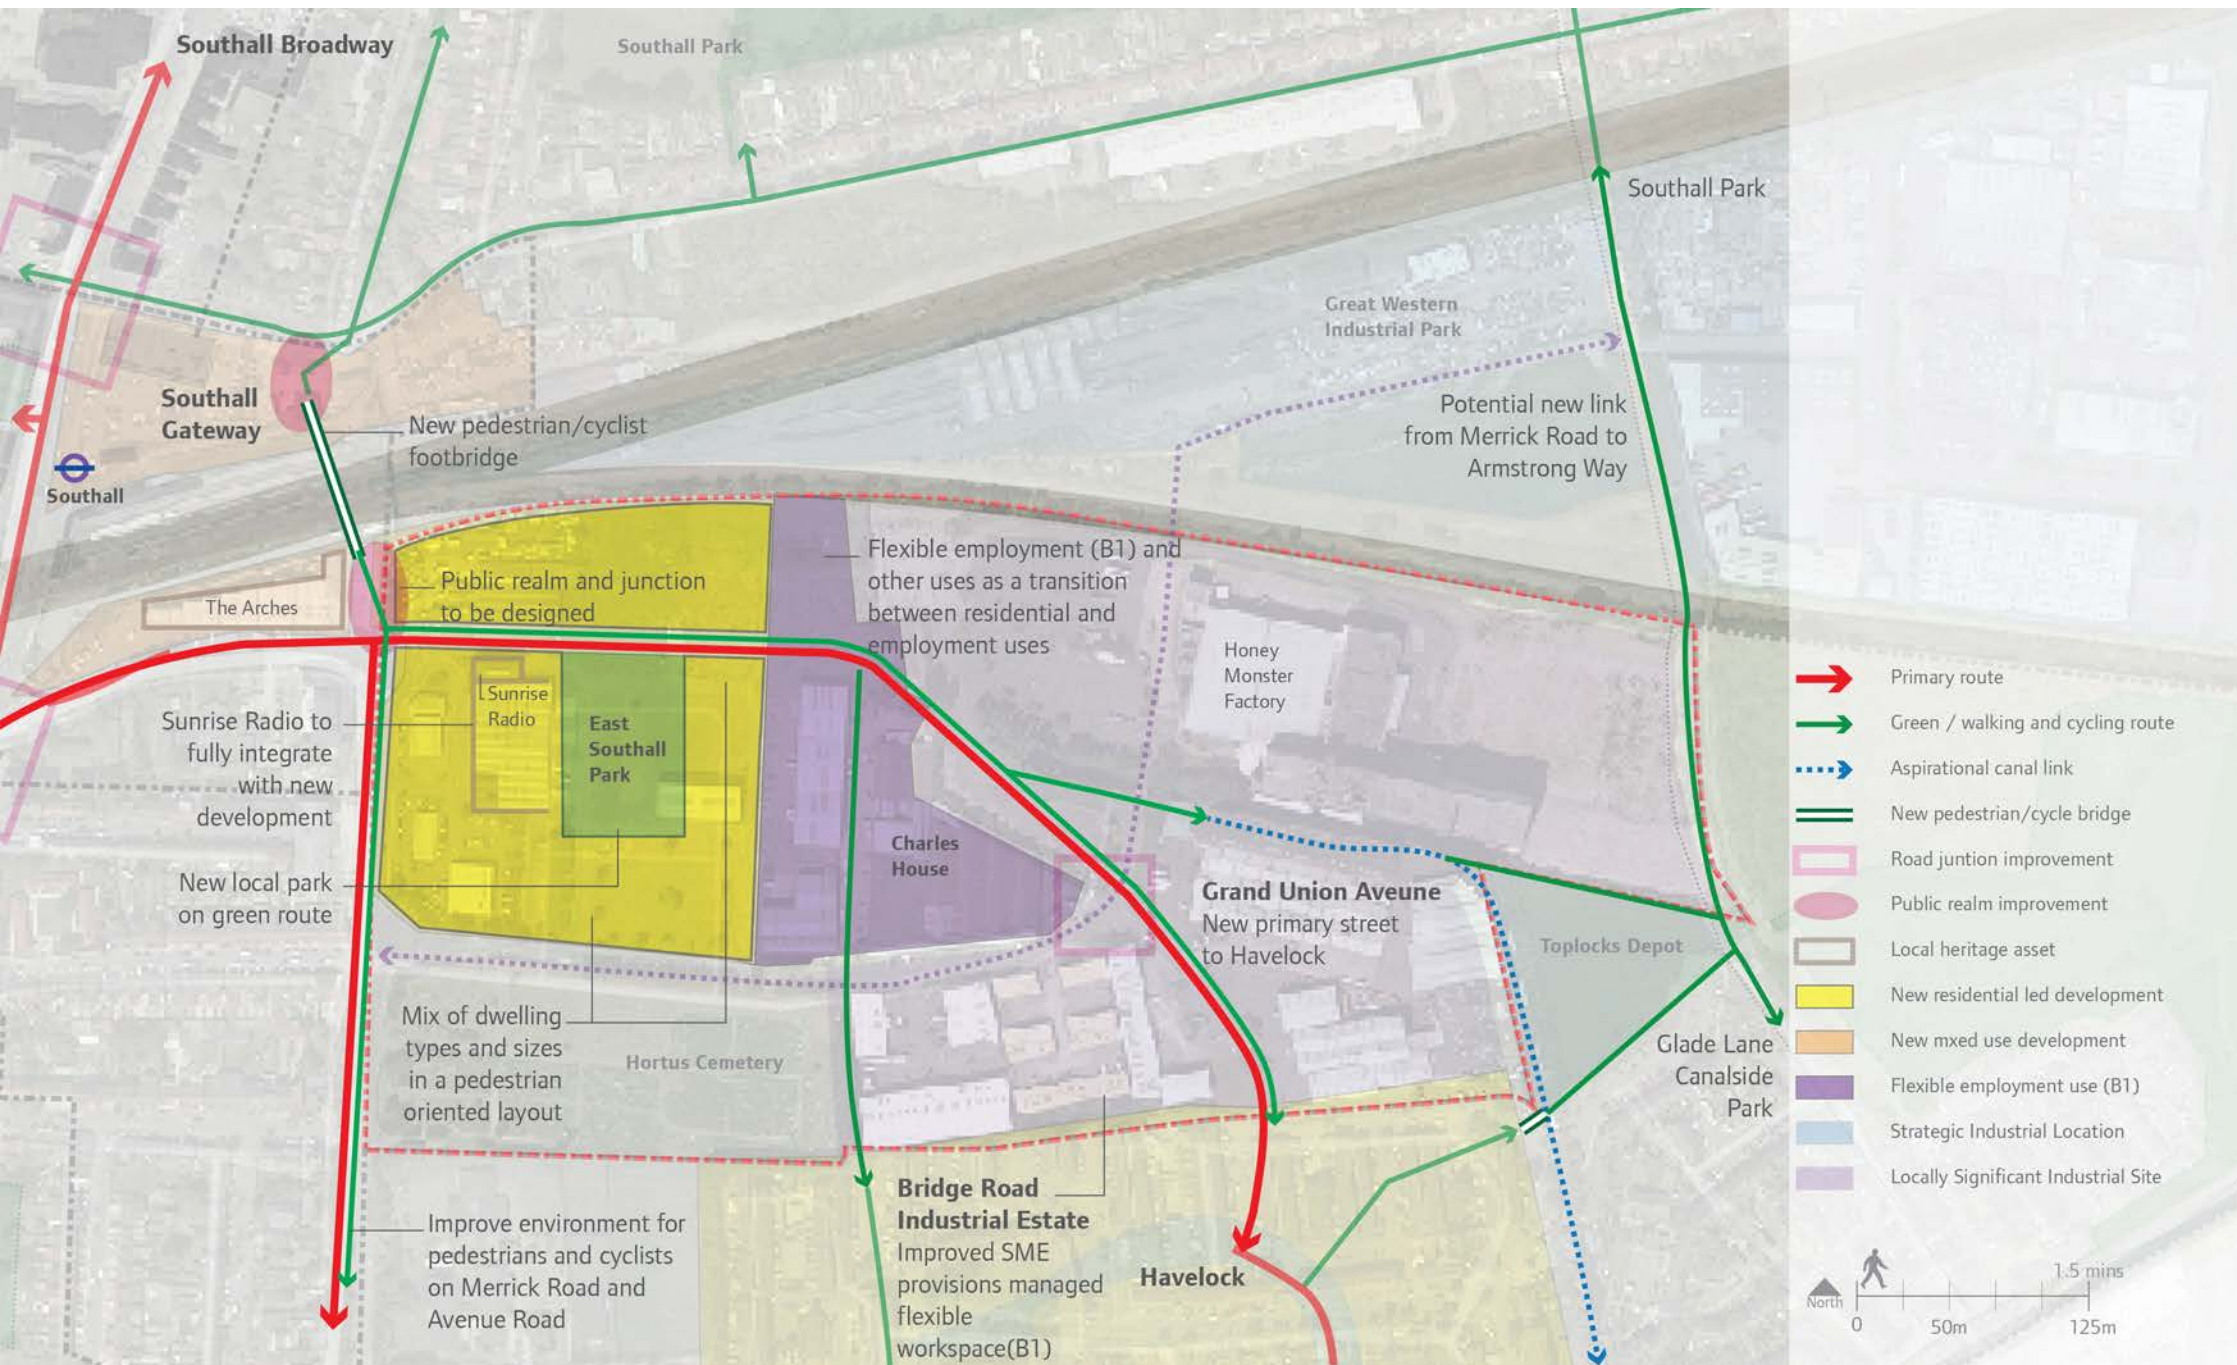 Southall Broadway
Southall Park
Southall Park
Great Western
Industrial Park
Southall
Gateway
New pedestrian/cyclist
footbridge
Potential new link
from Merrick Road to
Armstrong Way
Southall
Flexible employment (B1) and
other uses as a transition
between residential and
employment uses
Public realm and junction
to be designed
The Arches
Honey
Monster
Factory
Sunrise
Radio
Sunrise Radio to
fully integrate
with new
development
East
Southall
Park
Charles
House
New local park
on green route
Grand Union Aveune
New primary street
to Havelock
Toplocks Depot
Mix of dwelling
types and sizes
in a pedestrian
oriented layout
Hortus Cemetery
Glade Lane
Canalside
Park
Bridge Road
Industrial Estate
Improved SME
provisions managed
flexible
workspace(B1)
Improve environment for
pedestrians and cyclists
on Merrick Road and
Avenue Road
Havelock
Primary route
Green / walking and cycling route
Aspirational canal link
New pedestrian/cycle bridge
Road juntion improvement
Public realm improvement
Local heritage asset
New residential led development
New mxed use development
Flexible employment use (B1)
Strategic Industrial Location
Locally Significant Industrial Site
1.5 mins
North
0
50m
125m